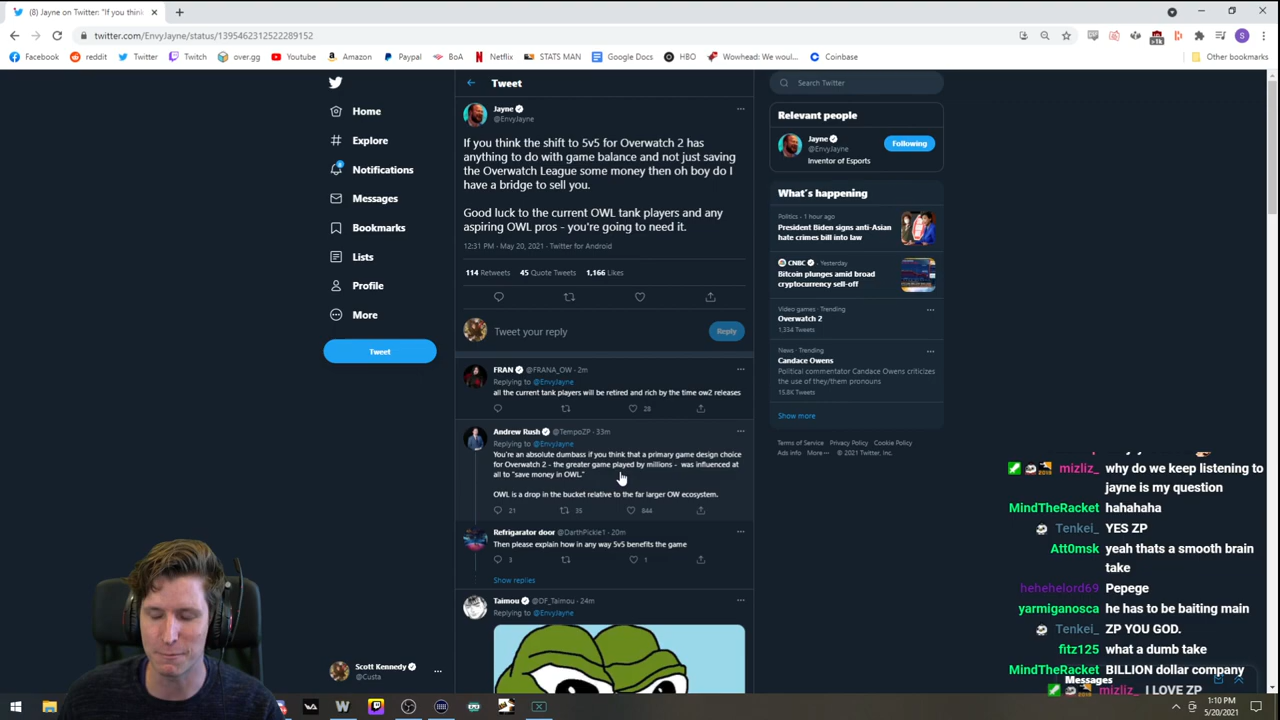 (8) Jayne on Twitter: "If you thin
twitter.com/EnvyJayne/status/1395462312522289152
Facebook
reddit
Twitter
Twitch
over.gg
Youtube
Amazon
Paypal
BoA
Netflix
STATS MAN
Google Docs
HBO
Wowhead: We woul...
Coinbase
Other bookmarks
Home
Explore
Notifications
Messages
Bookmarks
Lists
Profile
More
Tweet
Scott Kennedy
@Custa
Tweet
Jayne
@EnvyJayne
If you think the shift to 5v5 for Overwatch 2 has
anything to do with game balance and not just saving
the Overwatch League some money then oh boy do I
have a bridge to sell you.
Good luck to the current OWL tank players and any
aspiring OWL pros - you're going to need it.
12:31 PM · May 20, 2021 · Twitter for Android
114 Retweets 45 Quote Tweets 1,166 Likes
Tweet your reply
Reply
FRAN @FRANA_OW · 2m
Replying to @EnvyJayne
all the current tank players will be retired and rich by the time ow2 releases
28
Andrew Rush @TempoZP · 33m
Replying to @EnvyJayne
You're an absolute dumbass if you think that a primary game design choice
for Overwatch 2 - the greater game played by millions - was influenced at
all to "save money in OWL."
OWL is a drop in the bucket relative to the far larger OW ecosystem.
21 35 844
Refrigarator door @DarthPickle1 · 20m
Then please explain how in any way 5v5 benefits the game
3 1
Show replies
Taimou @DF_Taimou · 24m
Replying to @EnvyJayne
Search Twitter
Relevant people
Jayne
@EnvyJayne
Following
Inventor of Esports
What's happening
Politics · 1 hour ago
President Biden signs anti-Asian
hate crimes bill into law
CNBC · Yesterday
Bitcoin plunges amid broad
cryptocurrency sell-off
Video games · Trending
Overwatch 2
1,334 Tweets
News · Trending
Candace Owens
Political commentator Candace Owens criticizes
the use of they/them pronouns
15.8K Tweets
Show more
Terms of Service Privacy Policy Cookie Policy
Ads info More © 2021 Twitter, Inc.
mizliz_ why do we keep listening to
jayne is my question
MindTheRacket hahahaha
Tenkei_ YES ZP
Att0msk yeah thats a smooth brain
take
hehehelord69 Pepege
yarmiganosca he has to be baiting main
Tenkei_ ZP YOU GOD.
fitz125 what a dumb take
MindTheRacket BILLION dollar company
Messages
mizliz_ I LOVE ZP
1:10 PM
5/20/2021